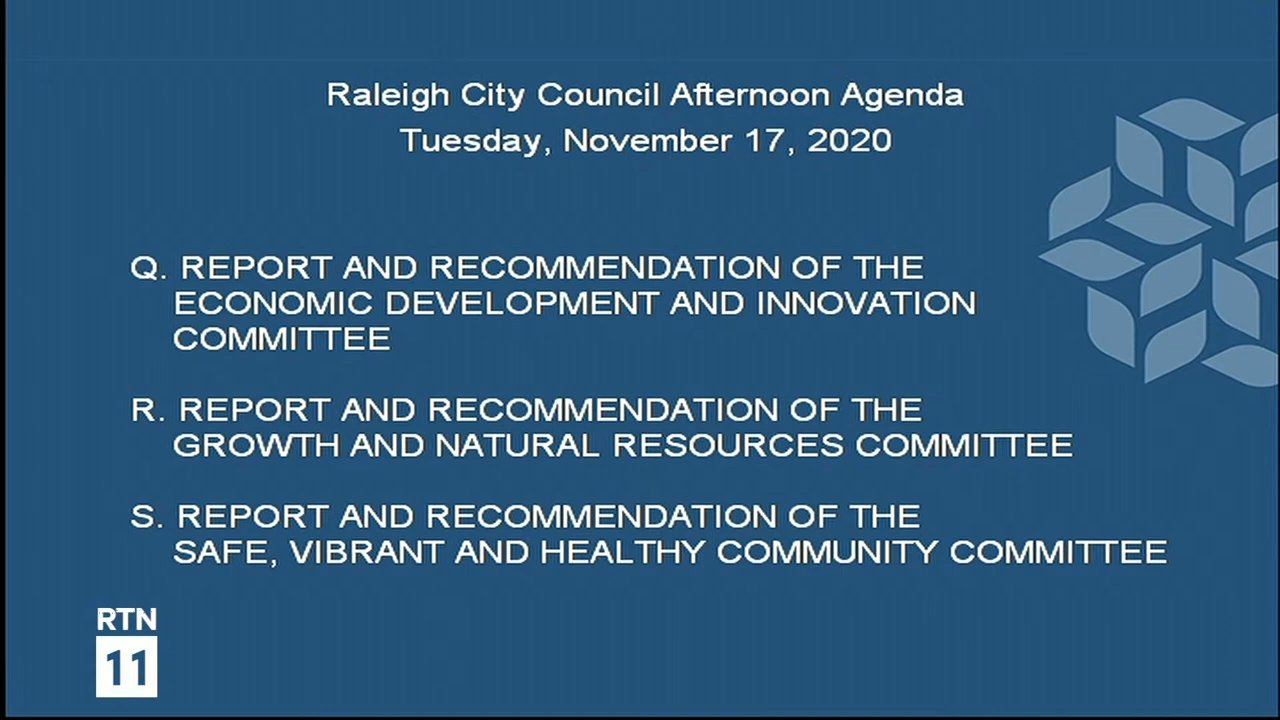 Raleigh City Council Afternoon Agenda
Tuesday, November 17, 2020
Q. REPORT AND RECOMMENDATION OF THE
ECONOMIC DEVELOPMENT AND INNOVATION
COMMITTEE
R. REPORT AND RECOMMENDATION OF THE
GROWTH AND NATURAL RESOURCES COMMITTEE
S. REPORT AND RECOMMENDATION OF THE
SAFE, VIBRANT AND HEALTHY COMMUNITY COMMITTEE
RTN
11